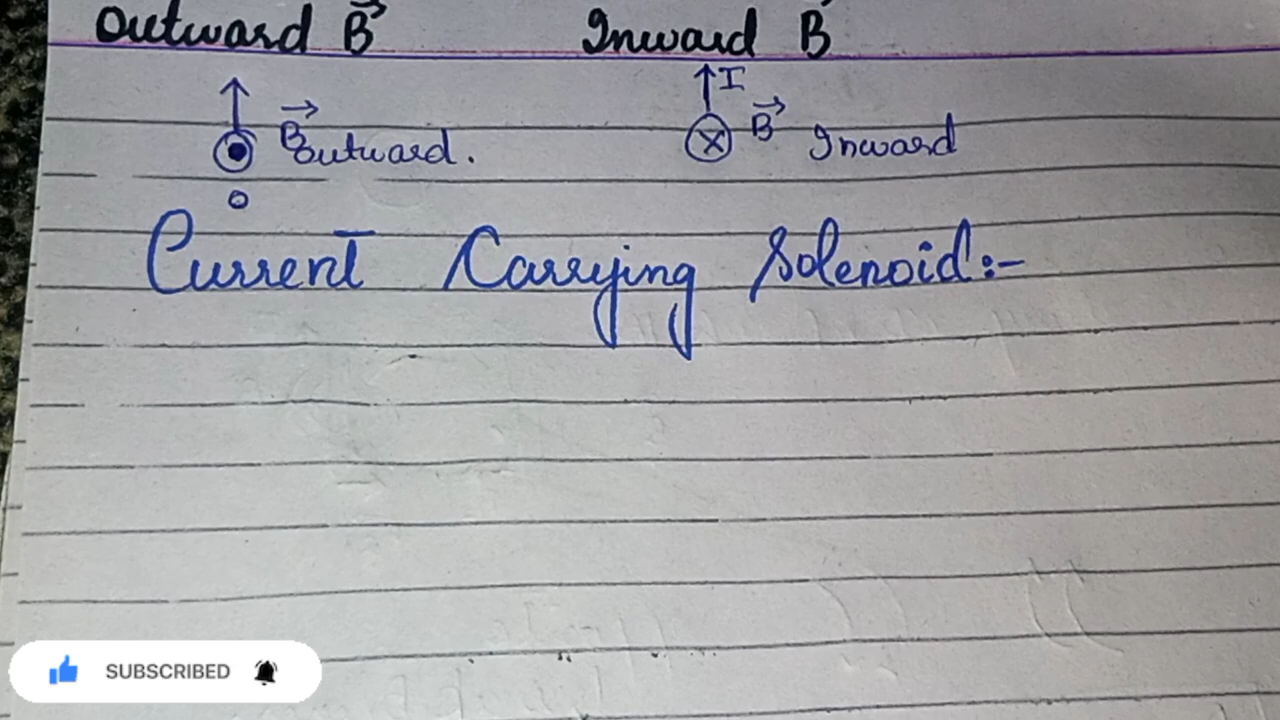 Outward B
Inward B
I
B outward.
B Inward
Current Carrying Solenoid:-
SUBSCRIBED